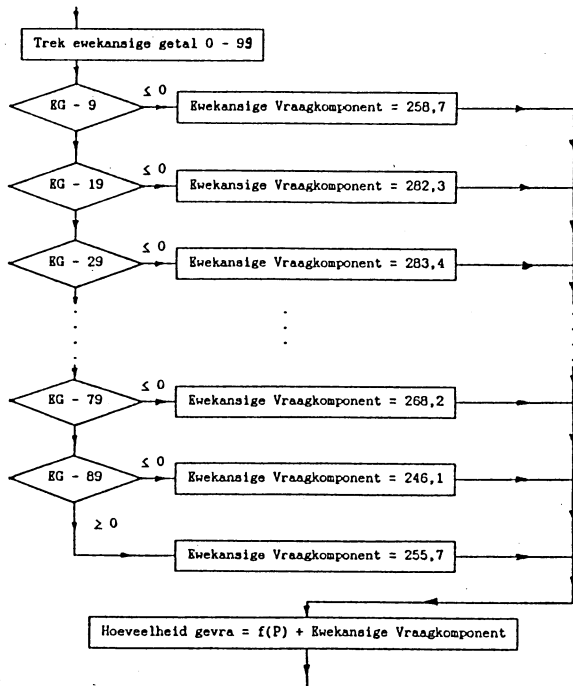 Trek ewekansige getal 0 - 99
EG - 9
≤ 0
Ewekansige Vraagkomponent = 258,7
EG - 19
≤ 0
Ewekansige Vraagkomponent = 282,3
EG - 29
≤ 0
Ewekansige Vraagkomponent = 283,4
EG - 79
≤ 0
Ewekansige Vraagkomponent = 268,2
EG - 89
≤ 0
Ewekansige Vraagkomponent = 246,1
≥ 0
Ewekansige Vraagkomponent = 255,7
Hoeveelheid gevra = f(P) + Ewekansige Vraagkomponent